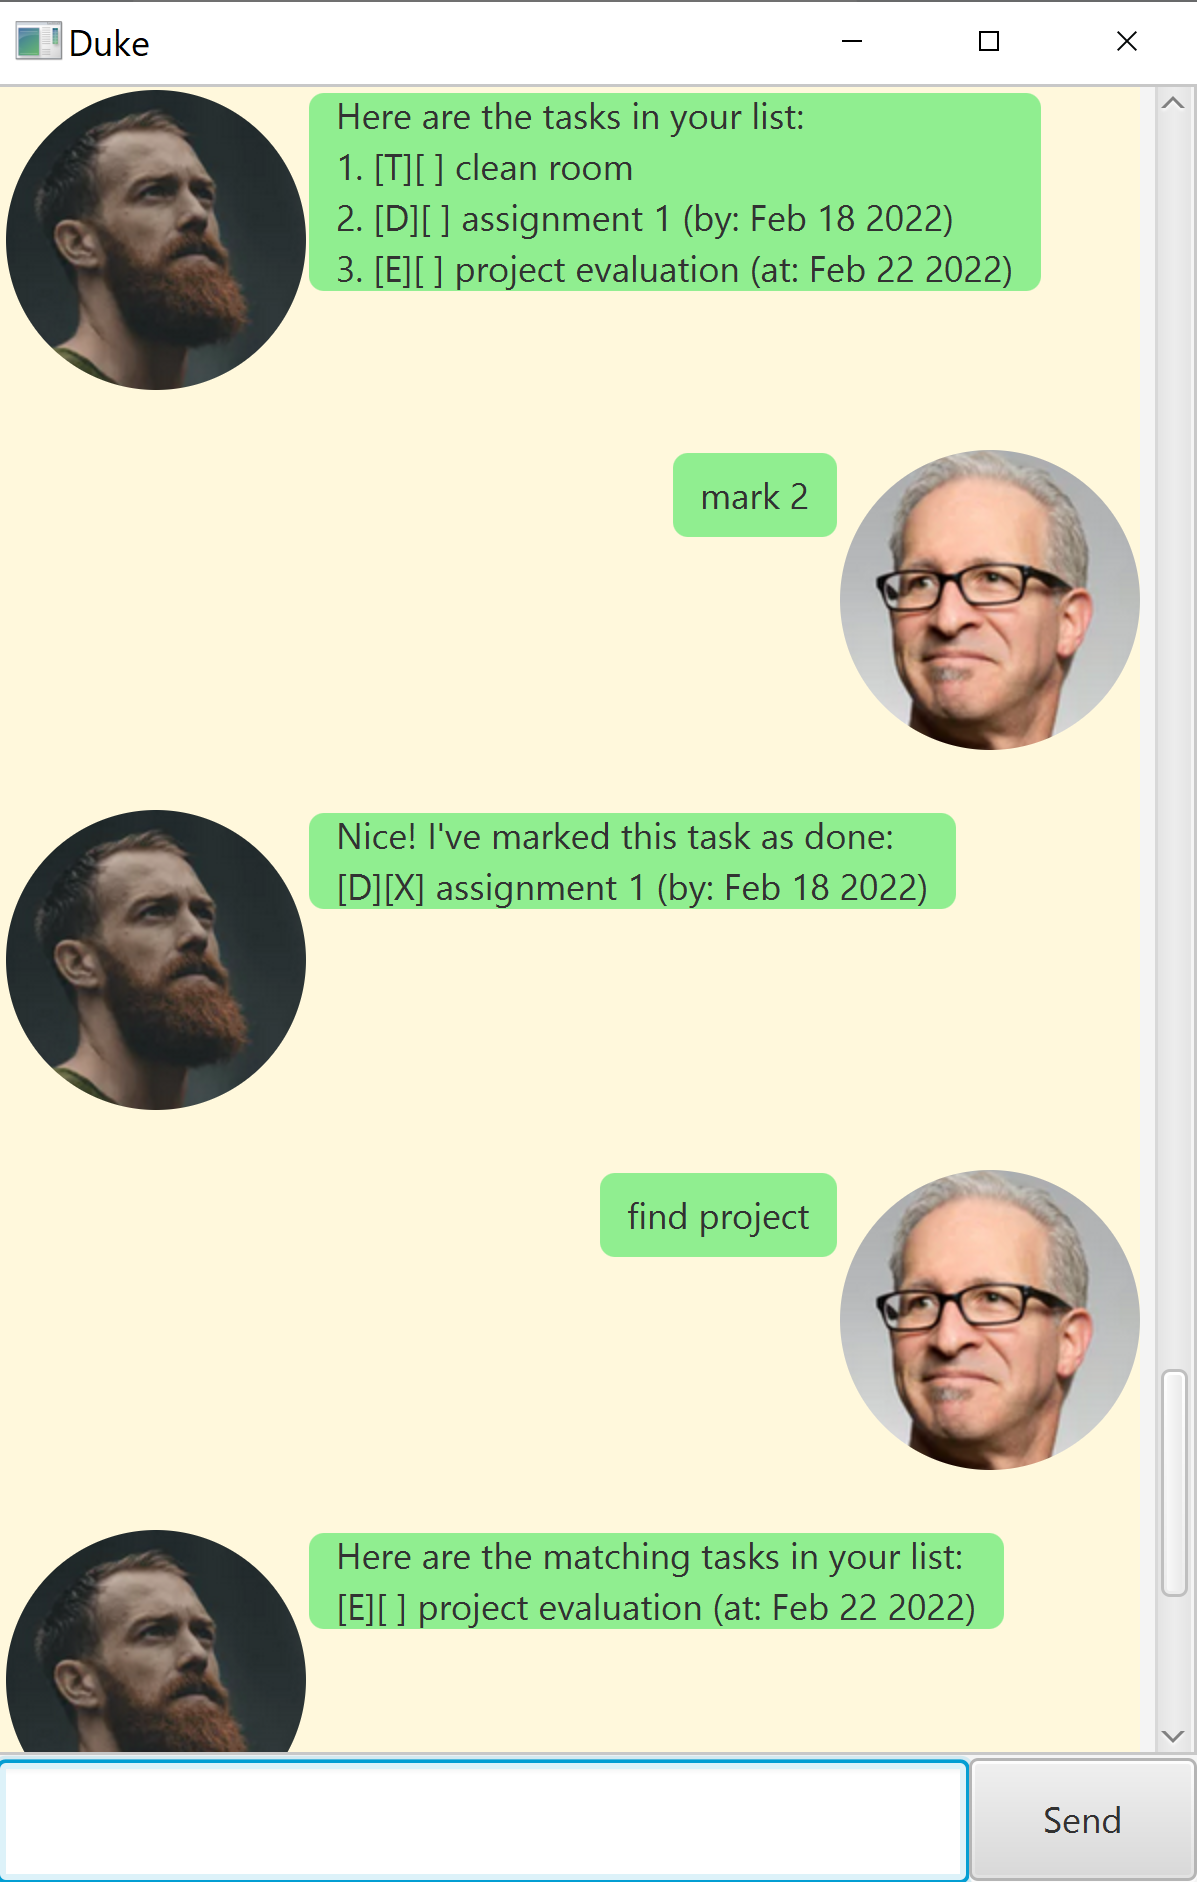 Duke
Here are the tasks in your list:
1. [T][ ] clean room
2. [D][ ] assignment 1 (by: Feb 18 2022)
3. [E][ ] project evaluation (at: Feb 22 2022)
mark 2
Nice! I've marked this task as done:
[D][X] assignment 1 (by: Feb 18 2022)
find project
Here are the matching tasks in your list:
[E][ ] project evaluation (at: Feb 22 2022)
Send